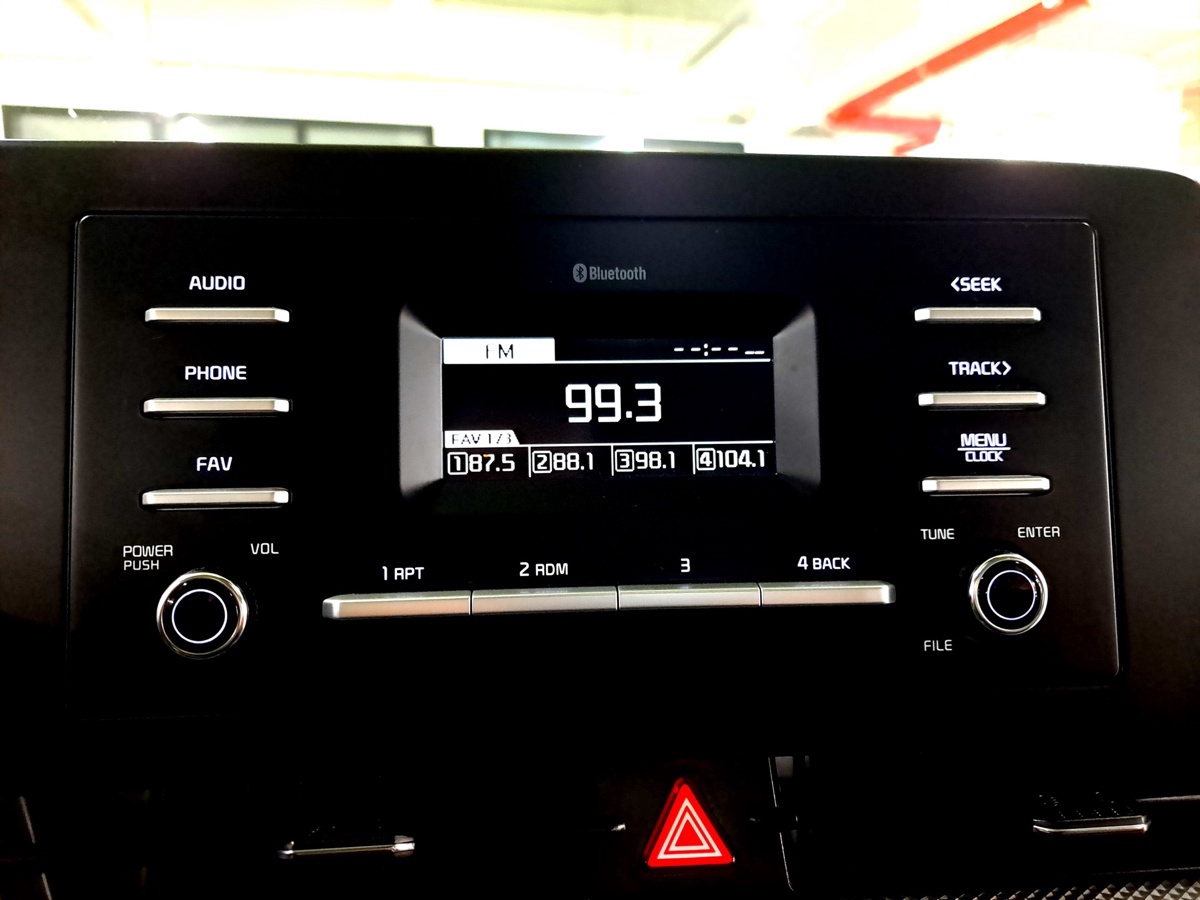 Bluetooth
AUDIO
<SEEK
FM
--:-- --
PHONE
TRACK>
99.3
FAV 1/3
1 87.5 2 88.1 3 98.1 4 104.1
FAV
MENU
CLOCK
POWER
PUSH
VOL
1 RPT
2 RDM
3
4 BACK
TUNE
ENTER
FILE